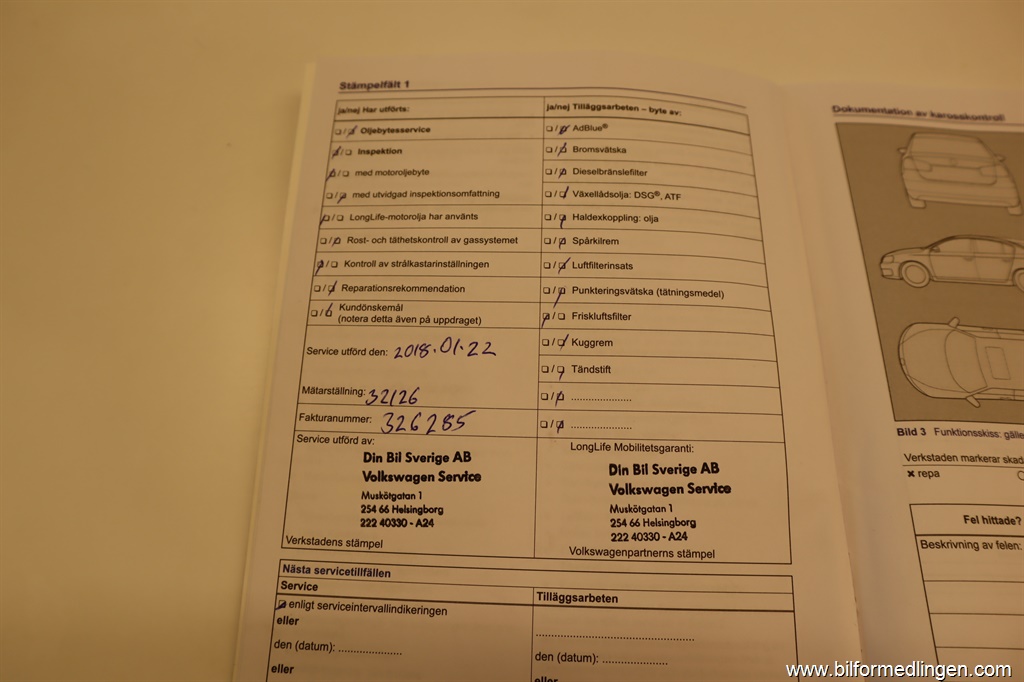 Stämpelfält 1
ja/nej Har utförts:
☐/☑ Oljebytesservice
☑/☐ Inspektion
☑/☐ med motoroljebyte
☐/☑ med utvidgad inspektionsomfattning
☑/☐ LongLife-motorolja har använts
☐/☑ Rost- och täthetskontroll av gassystemet
☑/☐ Kontroll av strålkastarinställningen
☐/☑ Reparationsrekommendation
☐/☑ Kundönskemål
(notera detta även på uppdraget)
Service utförd den: 2018.01.22
Mätarställning: 32126
Fakturanummer: 326285
Service utförd av:
Din Bil Sverige AB
Volkswagen Service
Muskötgatan 1
254 66 Helsingborg
222 40330 - A24
Verkstadens stämpel
ja/nej Tilläggsarbeten – byte av:
☐/☑ AdBlue®
☐/☑ Bromsvätska
☐/☑ Dieselbränslefilter
☐/☑ Växellådsolja: DSG®, ATF
☐/☑ Haldexkoppling: olja
☐/☑ Spårkilrem
☐/☑ Luftfilterinsats
☐/☑ Punkteringsvätska (tätningsmedel)
☑/☐ Friskluftsfilter
☐/☑ Kuggrem
☐/☑ Tändstift
☐/☑ ....................
☐/☑ ....................
LongLife Mobilitetsgaranti:
Din Bil Sverige AB
Volkswagen Service
Muskötgatan 1
254 66 Helsingborg
222 40330 - A24
Volkswagenpartnerns stämpel
Nästa servicetillfällen
Service
☑ enligt serviceintervallindikeringen
eller
den (datum): ....................
eller
Tilläggsarbeten
..................................................
den (datum): ....................
Dokumentation av karosskontroll
Bild 3 Funktionsskiss: gälle
Verkstaden markerar skad
× repa
Fel hittade?
Beskrivning av felen:
www.bilformedlingen.com